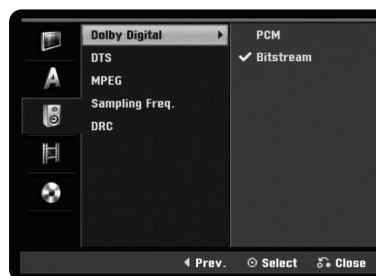 Dolby Digital
DTS
MPEG
Sampling Freq.
DRC
PCM
Bitstream
A
Prev. Select Close